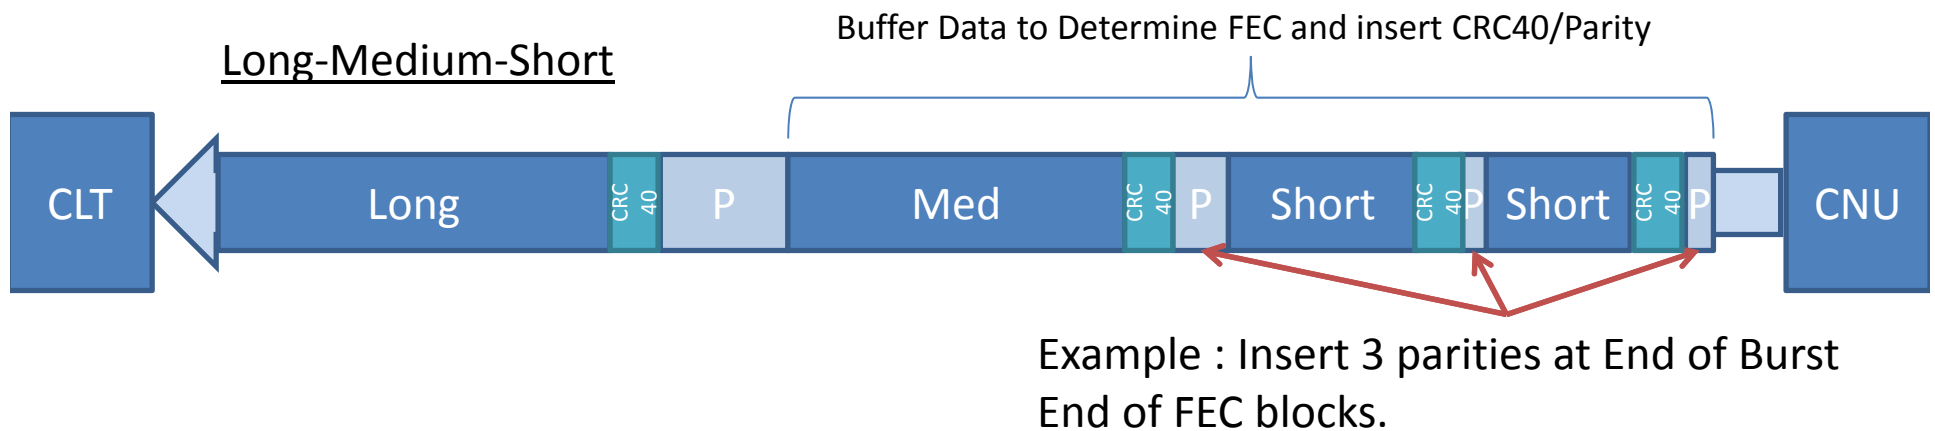 Buffer Data to Determine FEC and insert CRC40/Parity
Long-Medium-Short
CLT
Long
CRC
40
P
Med
CRC
40
P
Short
CRC
40
P
Short
CRC
40
P
CNU
Example : Insert 3 parities at End of Burst
End of FEC blocks.